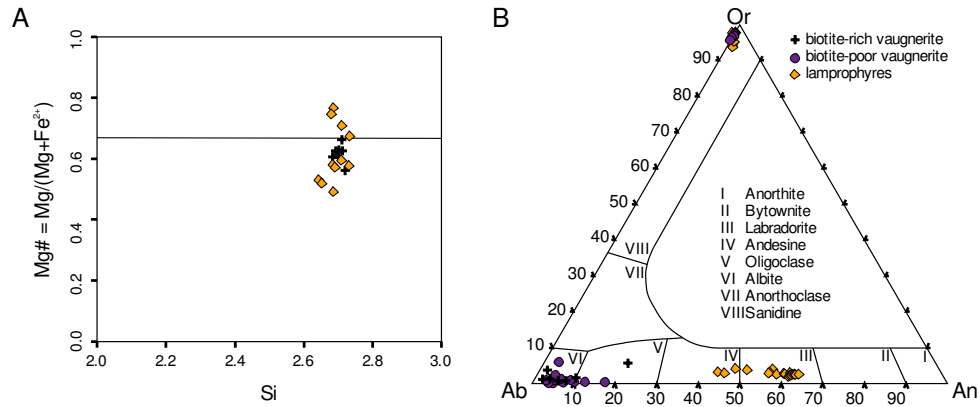 A
B
Mg# = Mg/(Mg+Fe²⁺)
1.0
0.8
0.6
0.4
0.2
0.0
2.0 2.2 2.4 2.6 2.8 3.0
Si
Or
biotite-rich vaugnerite
biotite-poor vaugnerite
lamprophyres
90
80
70
60
50
40
30
20
10
I Anorthite
II Bytownite
III Labradorite
IV Andesine
V Oligoclase
VI Albite
VII Anorthoclase
VIII Sanidine
VIII
VII
VI V IV III II I
Ab An
10 20 30 40 50 60 70 80 90